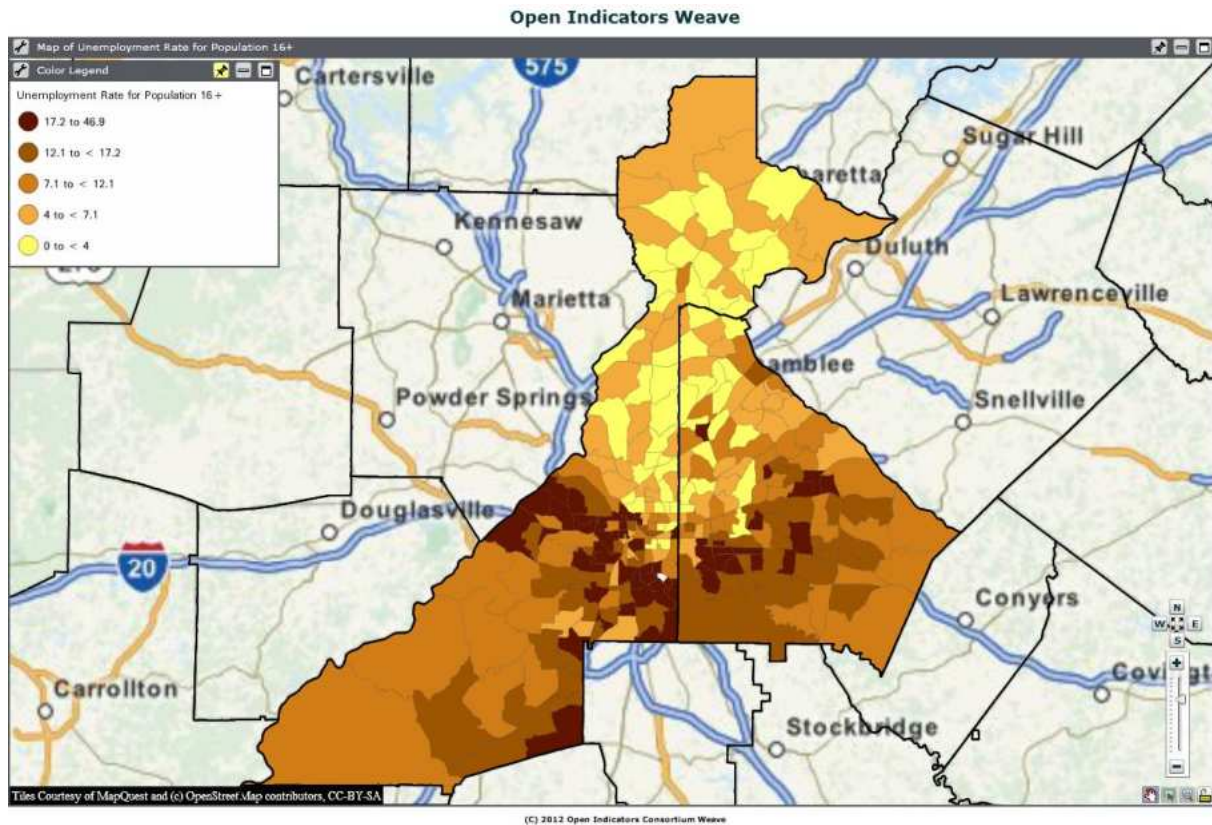 Open Indicators Weave
Map of Unemployment Rate for Population 16+
Color Legend
Unemployment Rate for Population 16 +
17.2 to 46.9
12.1 to < 17.2
7.1 to < 12.1
4 to < 7.1
0 to < 4
575
Cartersville
Sugar Hill
aretta
Kennesaw
Duluth
Marietta
Lawrenceville
amblee
Powder Springs
Snellville
Douglasville
20
Conyers
N
W E
S
Carrollton
Covingt
Stockbridge
Tiles Courtesy of MapQuest and (c) OpenStreetMap contributors, CC-BY-SA
(C) 2012 Open Indicators Consortium Weave